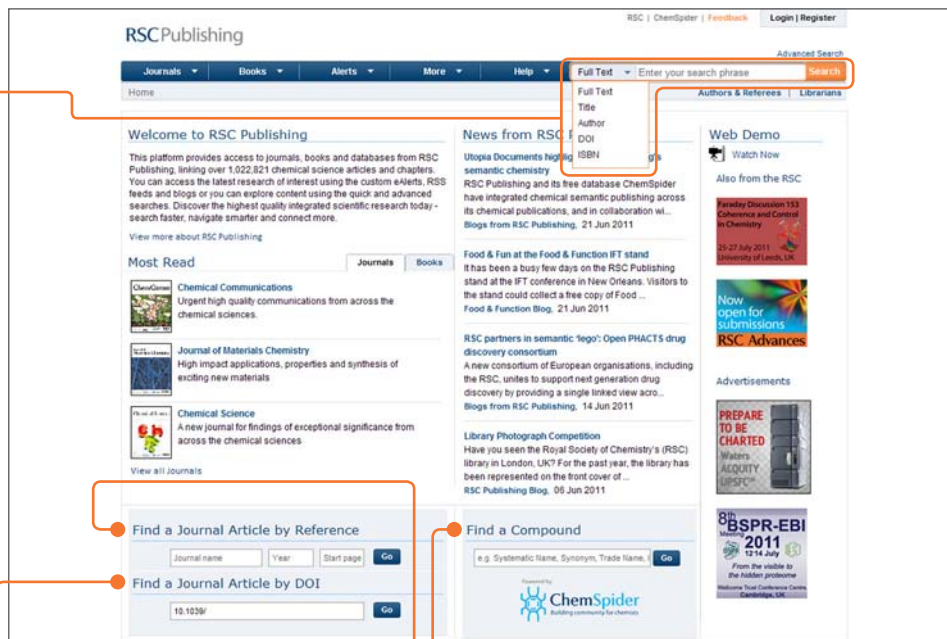 RSC | ChemSpider | Feedback
Login | Register
RSCPublishing
Advanced Search
Journals
Books
Alerts
More
Help
Full Text
Enter your search phrase
Search
Home
Authors & Referees | Librarians
Full Text
Title
Author
DOI
ISBN
Welcome to RSC Publishing
This platform provides access to journals, books and databases from RSC
Publishing, linking over 1,022,821 chemical science articles and chapters.
You can access the latest research of interest using the custom eAlerts, RSS
feeds and blogs or you can explore content using the quick and advanced
searches. Discover the highest quality integrated scientific research today -
search faster, navigate smarter and connect more.
View more about RSC Publishing
Most Read
Journals
Books
Chemical Communications
Urgent high quality communications from across the
chemical sciences.
Journal of Materials Chemistry
High impact applications, properties and synthesis of
exciting new materials
Chemical Science
A new journal for findings of exceptional significance from
across the chemical sciences
View all Journals
News from RSC P
Utopia Documents highlig g's
semantic chemistry
RSC Publishing and its free database ChemSpider
have integrated chemical semantic publishing across
its chemical publications, and in collaboration wi...
Blogs from RSC Publishing, 21 Jun 2011
Food & Fun at the Food & Function IFT stand
It has been a busy few days on the RSC Publishing
stand at the IFT conference in New Orleans. Visitors to
the stand could collect a free copy of Food ...
Food & Function Blog, 21 Jun 2011
RSC partners in semantic 'lego': Open PHACTS drug
discovery consortium
A new consortium of European organisations, including
the RSC, unites to support next generation drug
discovery by providing a single linked view acro...
Blogs from RSC Publishing, 14 Jun 2011
Library Photograph Competition
Have you seen the Royal Society of Chemistry's (RSC)
library in London, UK? For the past year, the library has
been represented on the front cover of ...
RSC Publishing Blog, 06 Jun 2011
Web Demo
Watch Now
Also from the RSC
Faraday Discussion 153
Coherence and Control
in Chemistry
25-27 July 2011
University of Leeds, UK
Now
open for
submissions
RSC Advances
Advertisements
PREPARE
TO BE
CHARTED
Waters
ACQUITY
UPSFC™
8th BSPR-EBI
Meeting 2011
12 14 July
From the visible to
the hidden proteome
Wellcome Trust Conference Centre
Cambridge, UK
Find a Journal Article by Reference
Journal name
Year
Start page
Go
Find a Journal Article by DOI
10.1039/
Go
Find a Compound
e.g. Systematic Name, Synonym, Trade Name,
Go
Powered by
ChemSpider
Building community for chemists